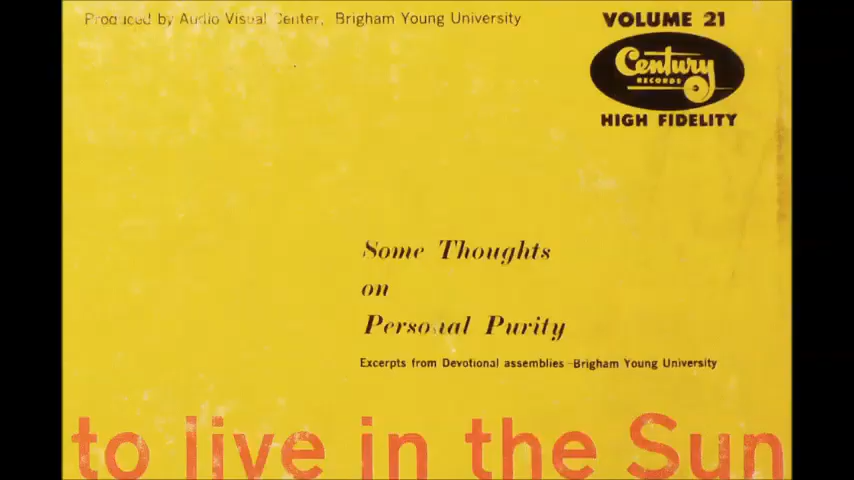 Produced by Audio Visual Center, Brigham Young University
VOLUME 21
Century
RECORDS
HIGH FIDELITY
Some Thoughts
on
Personal Purity
Excerpts from Devotional assemblies - Brigham Young University
to live in the Sun